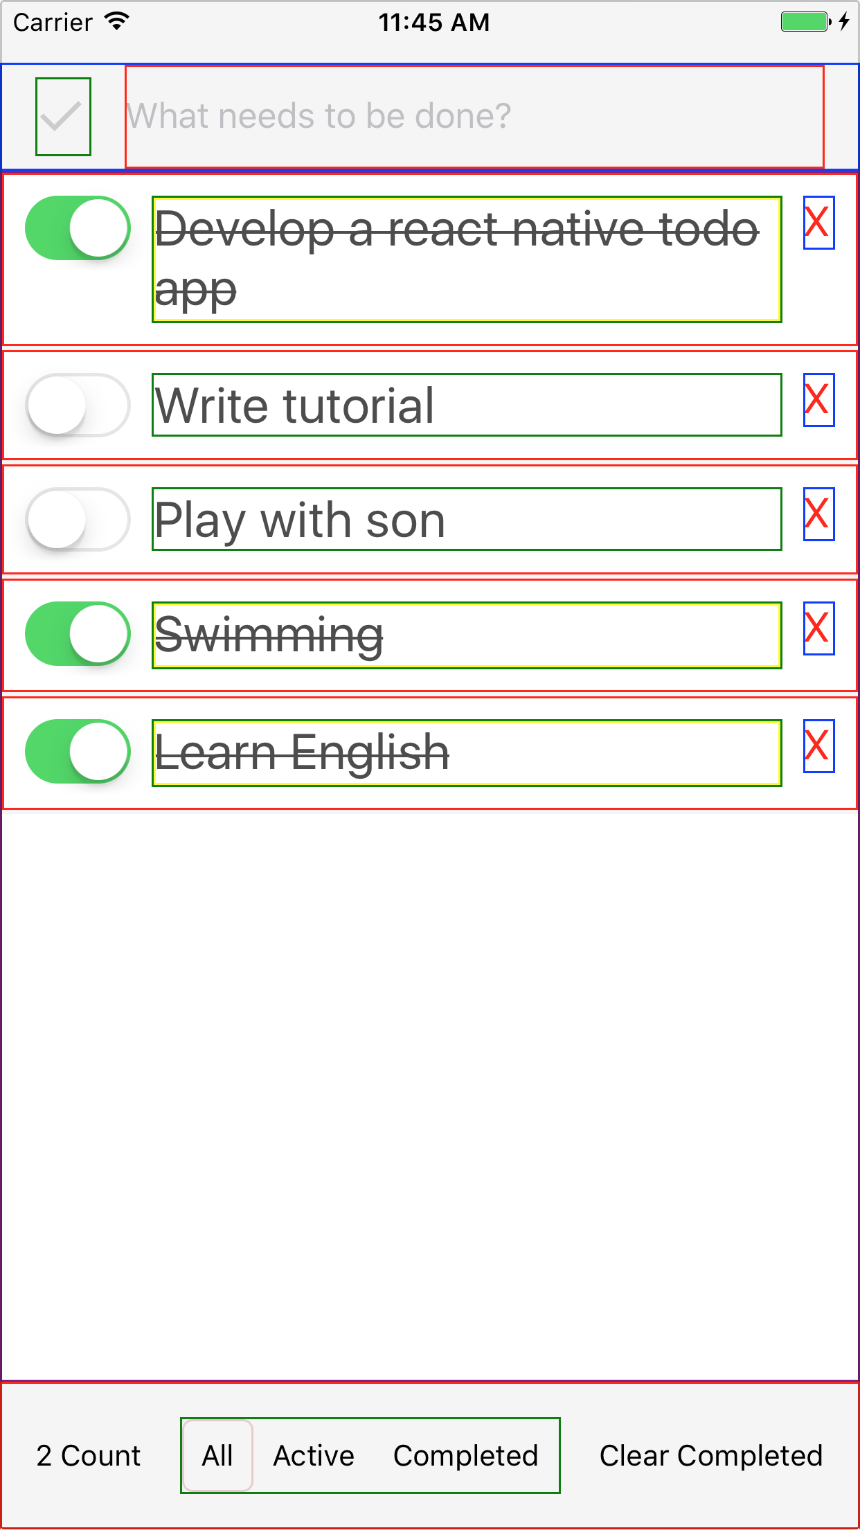 Carrier 11:45 AM
What needs to be done?
Develop a react native todo
app
X
Write tutorial X
Play with son X
Swimming X
Learn English X
2 Count All Active Completed Clear Completed